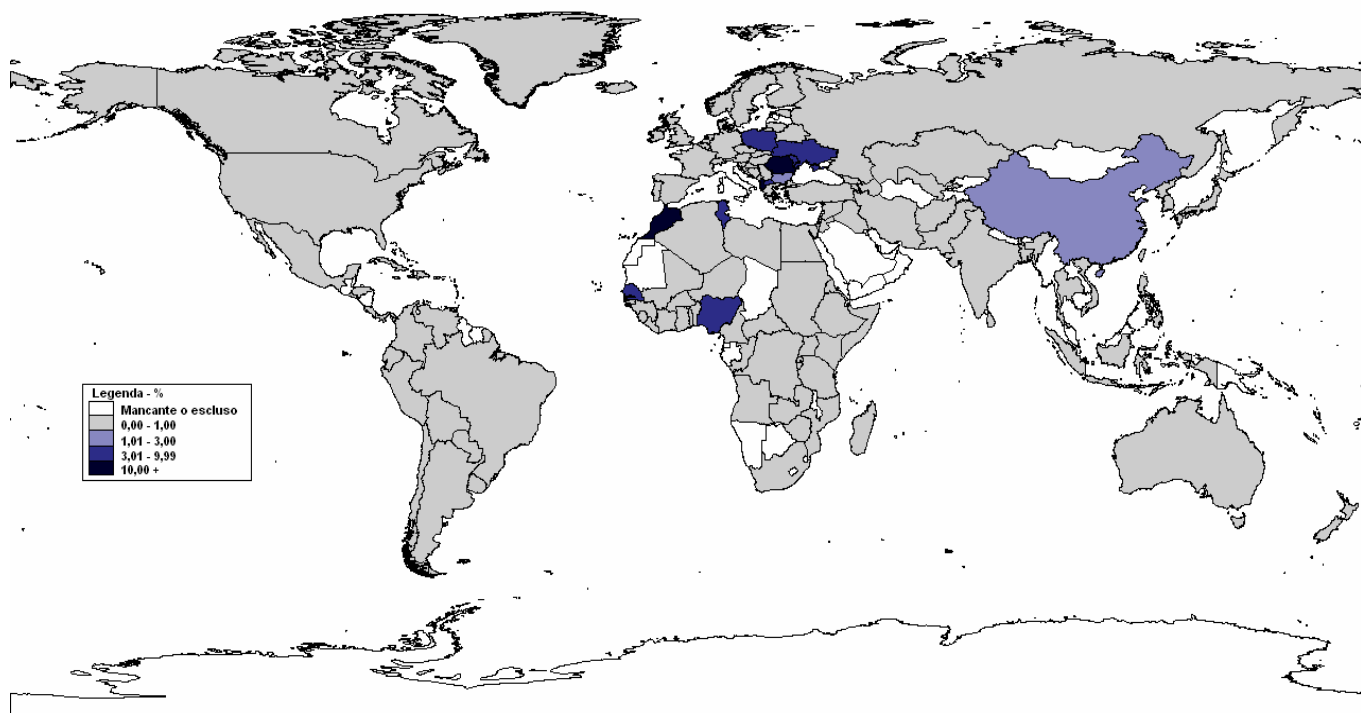 Legenda - %
Mancante o escluso
0,00 - 1,00
1,01 - 3,00
3,01 - 9,99
10,00 +